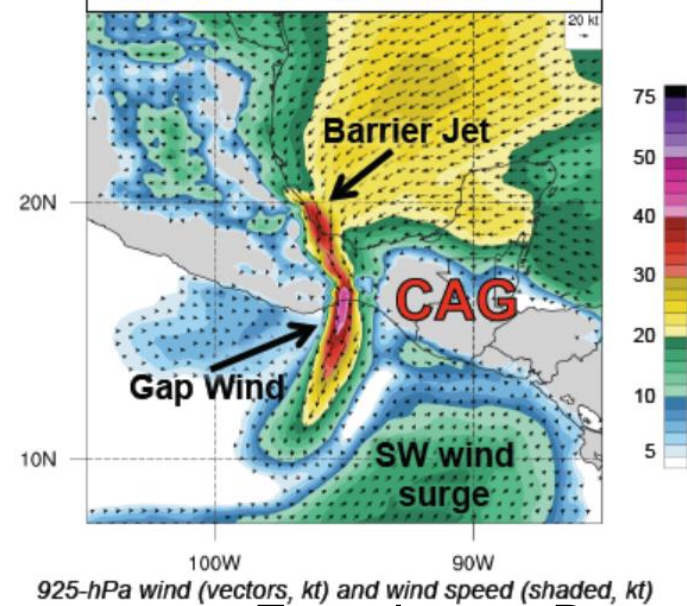 20 kt
Barrier Jet
20N
CAG
Gap Wind
10N
SW wind
surge
100W
90W
75
50
40
30
20
10
5
925-hPa wind (vectors, kt) and wind speed (shaded, kt)